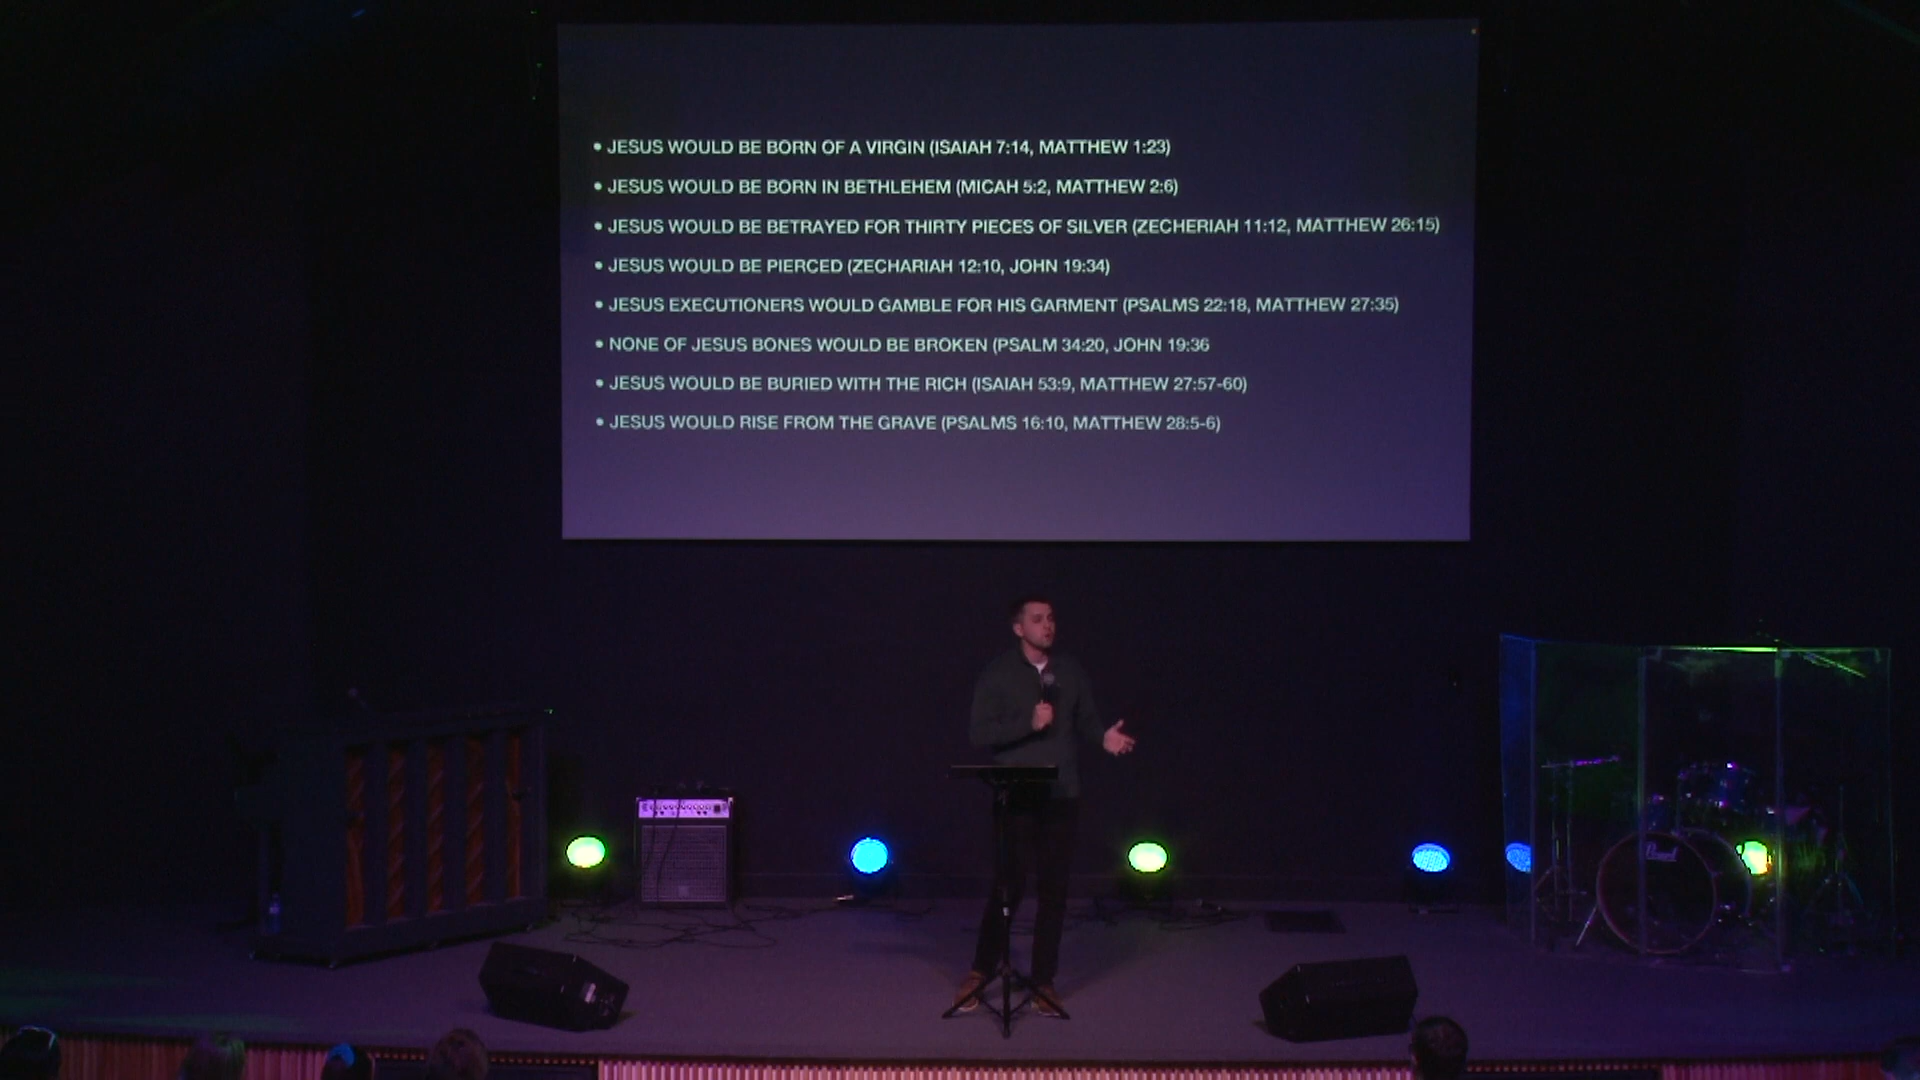 • JESUS WOULD BE BORN OF A VIRGIN (ISAIAH 7:14, MATTHEW 1:23)
• JESUS WOULD BE BORN IN BETHLEHEM (MICAH 5:2, MATTHEW 2:6)
• JESUS WOULD BE BETRAYED FOR THIRTY PIECES OF SILVER (ZECHERIAH 11:12, MATTHEW 26:15)
• JESUS WOULD BE PIERCED (ZECHARIAH 12:10, JOHN 19:34)
• JESUS EXECUTIONERS WOULD GAMBLE FOR HIS GARMENT (PSALMS 22:18, MATTHEW 27:35)
• NONE OF JESUS BONES WOULD BE BROKEN (PSALM 34:20, JOHN 19:36
• JESUS WOULD BE BURIED WITH THE RICH (ISAIAH 53:9, MATTHEW 27:57-60)
• JESUS WOULD RISE FROM THE GRAVE (PSALMS 16:10, MATTHEW 28:5-6)
Pearl